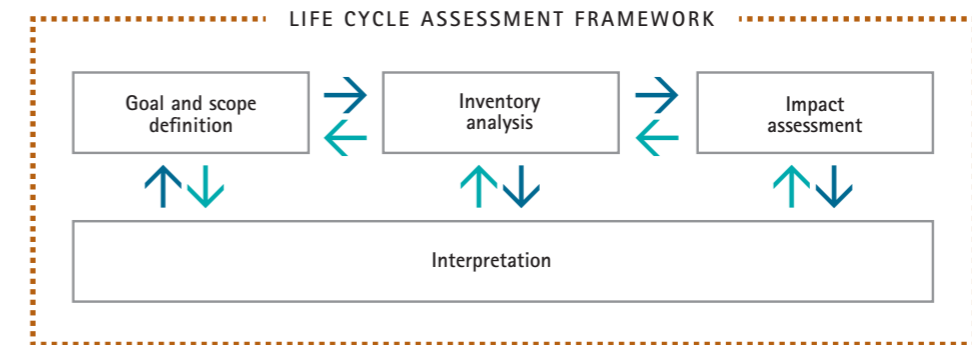 LIFE CYCLE ASSESSMENT FRAMEWORK
Goal and scope
definition
Inventory
analysis
Impact
assessment
Interpretation